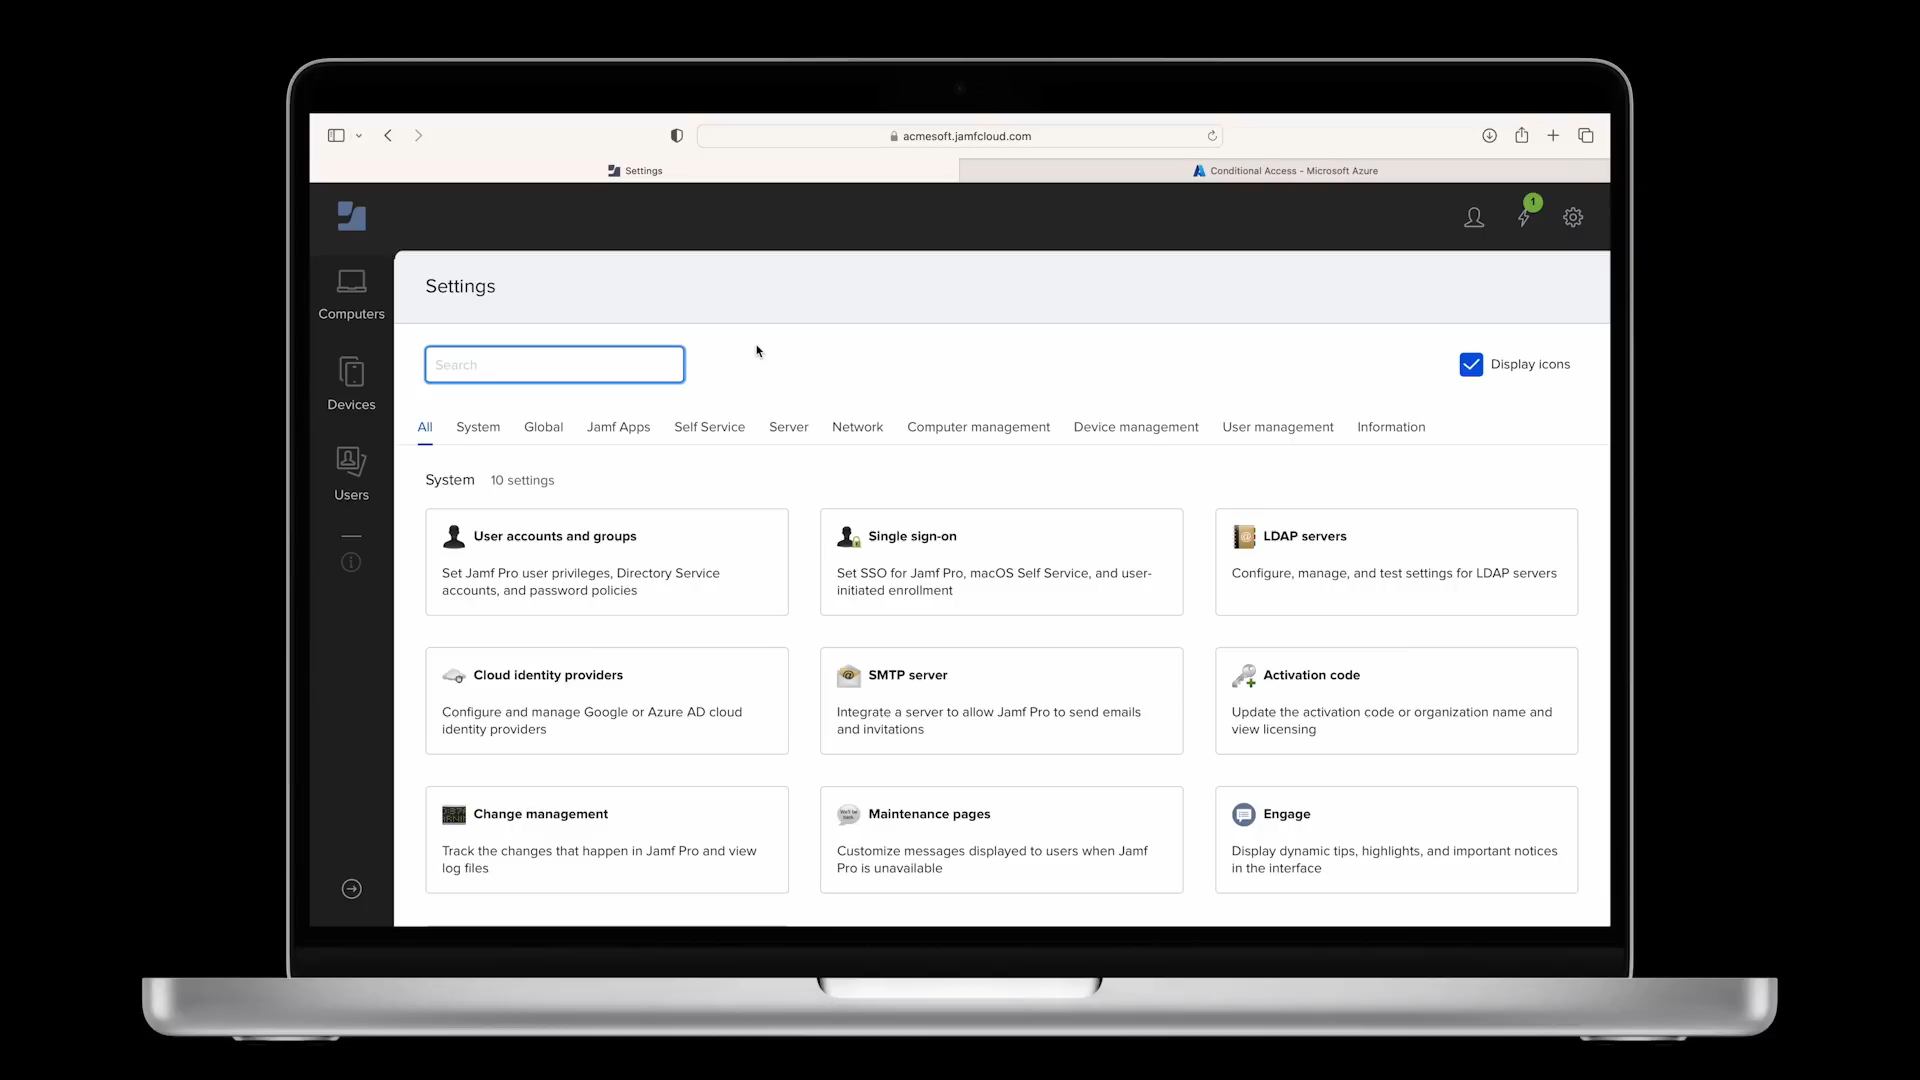 acmesoft.jamfcloud.com
Settings
Conditional Access - Microsoft Azure
1
Computers
Devices
Users
Settings
Search
Display icons
All System Global Jamf Apps Self Service Server Network Computer management Device management User management Information
System 10 settings
User accounts and groups
Set Jamf Pro user privileges, Directory Service
accounts, and password policies
Single sign-on
Set SSO for Jamf Pro, macOS Self Service, and user-
initiated enrollment
LDAP servers
Configure, manage, and test settings for LDAP servers
Cloud identity providers
Configure and manage Google or Azure AD cloud
identity providers
SMTP server
Integrate a server to allow Jamf Pro to send emails
and invitations
Activation code
Update the activation code or organization name and
view licensing
Change management
Track the changes that happen in Jamf Pro and view
log files
Maintenance pages
Customize messages displayed to users when Jamf
Pro is unavailable
Engage
Display dynamic tips, highlights, and important notices
in the interface